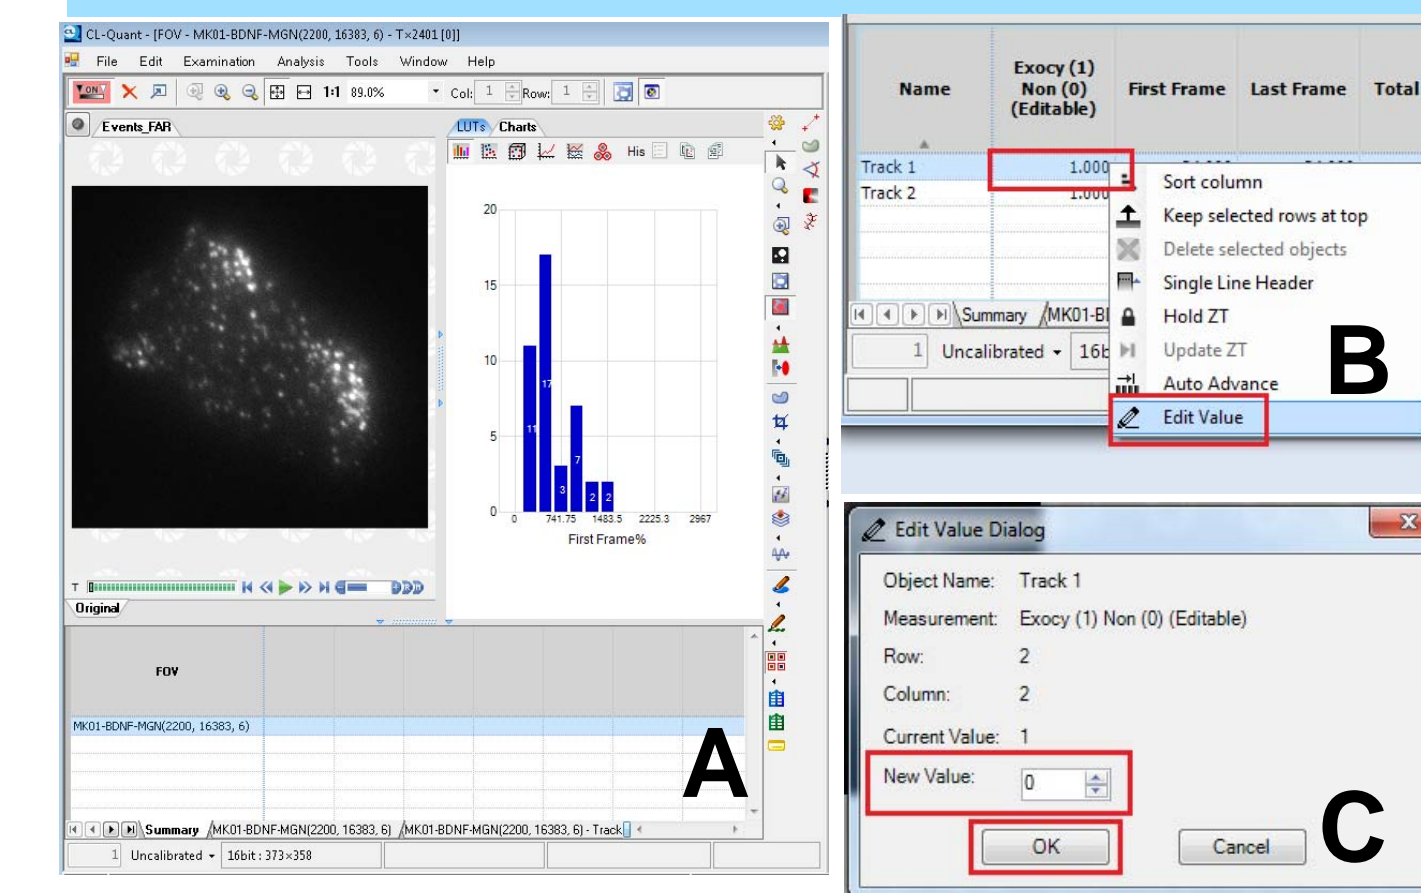 CL-Quant - [FOV - MK01-BDNF-MGN(2200, 16383, 6) - T×2401 [0]]
File Edit Examination Analysis Tools Window Help
ON 1:1 89.0% Col: 1 Row: 1
Events_FAR
LUTs Charts
His
20
15
10
5
0
11 17 3 7 2 2
0 741.75 1483.5 2225.3 2967
First Frame%
T
Original
FOV
MK01-BDNF-MGN(2200, 16383, 6)
A
Summary MK01-BDNF-MGN(2200, 16383, 6) MK01-BDNF-MGN(2200, 16383, 6) - Track
1 Uncalibrated 16bit : 373×358
Name Exocy (1) Non (0) (Editable) First Frame Last Frame Total
Track 1 1.000
Track 2 1.000
Sort column
Keep selected rows at top
Delete selected objects
Single Line Header
Hold ZT
Update ZT
Auto Advance
Edit Value
Summary MK01-B
1 Uncalibrated 16b
B
Edit Value Dialog
Object Name: Track 1
Measurement: Exocy (1) Non (0) (Editable)
Row: 2
Column: 2
Current Value: 1
New Value: 0
OK Cancel
C